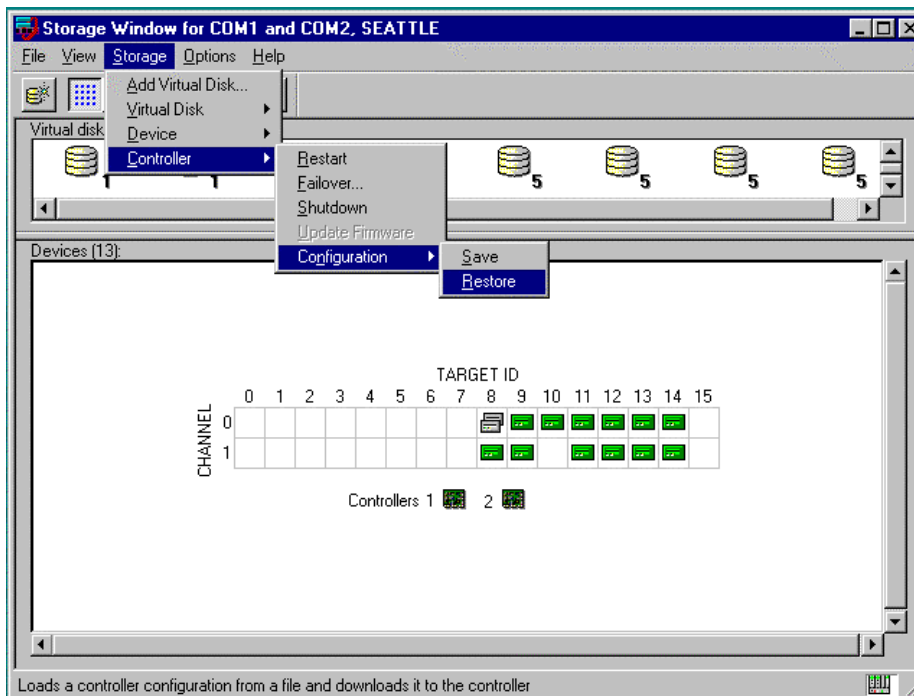 Storage Window for COM1 and COM2, SEATTLE
File View Storage Options Help
Add Virtual Disk...
Virtual Disk
Device
Controller
Restart
Failover...
Shutdown
Update Firmware
Configuration
Save
Restore
Virtual disk
1 1 5 5 5 5
Devices (13):
TARGET ID
0 1 2 3 4 5 6 7 8 9 10 11 12 13 14 15
CHANNEL
0
1
Controllers 1 2
Loads a controller configuration from a file and downloads it to the controller